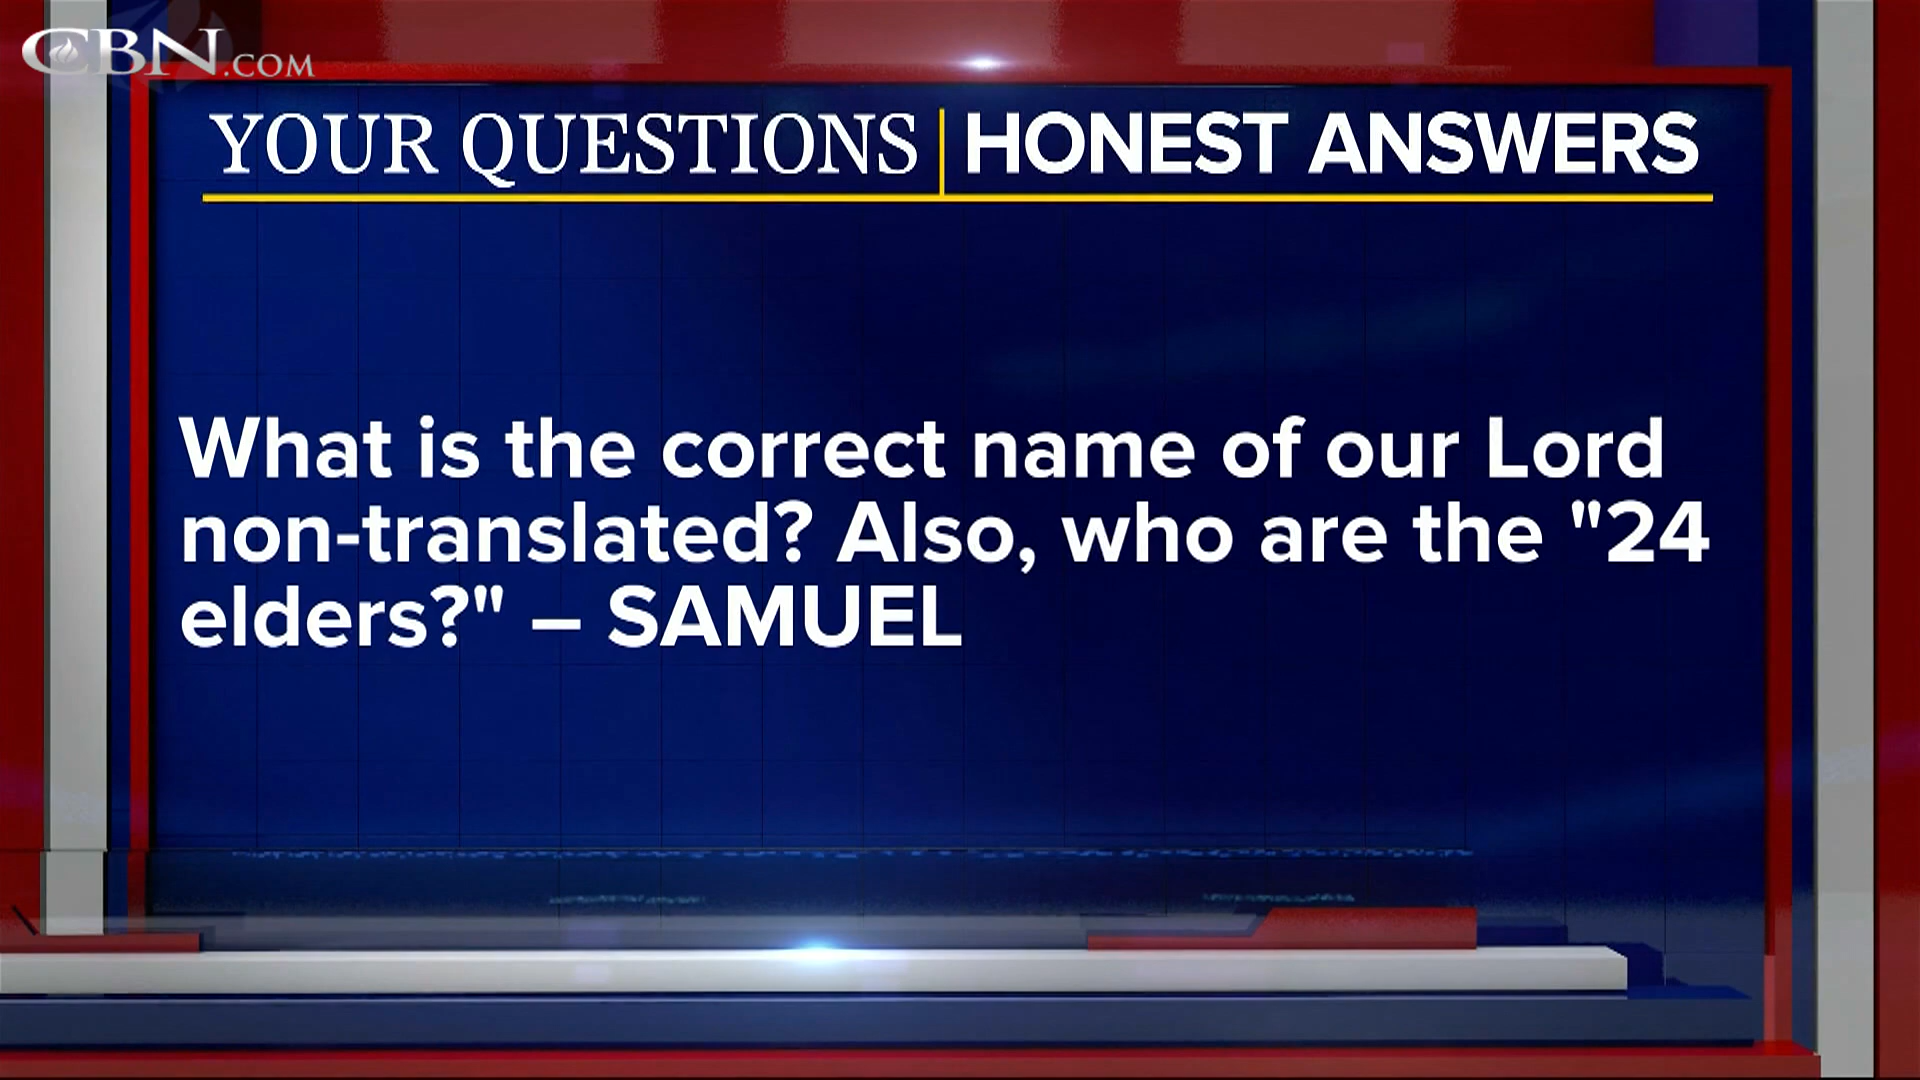 CBN.COM
YOUR QUESTIONS | HONEST ANSWERS
What is the correct name of our Lord
non-translated? Also, who are the "24
elders?" – SAMUEL